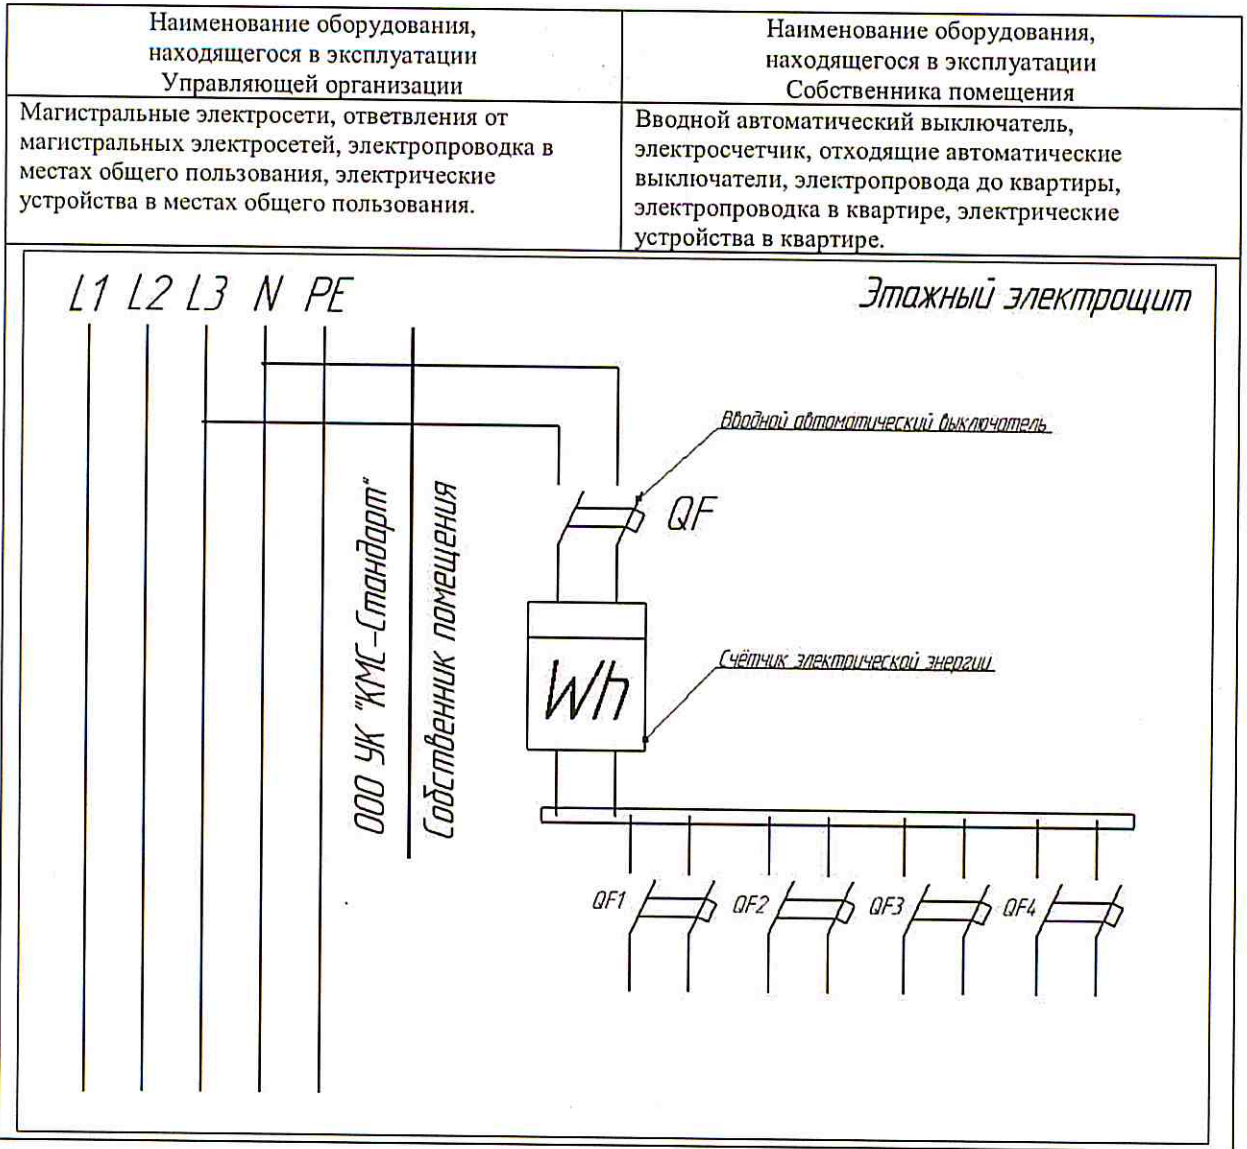 Наименование оборудования,
находящегося в эксплуатации
Управляющей организации
Наименование оборудования,
находящегося в эксплуатации
Собственника помещения
Магистральные электросети, ответвления от
магистральных электросетей, электропроводка в
местах общего пользования, электрические
устройства в местах общего пользования.
Вводной автоматический выключатель,
электросчетчик, отходящие автоматические
выключатели, электропровода до квартиры,
электропроводка в квартире, электрические
устройства в квартире.
L1 L2 L3 N PE
Этажный электрощит
Вводной автоматический выключатель
QF
ООО УК "КМС-Стандарт"
Собственник помещения
Wh
Счётчик электрической энергии
QF1 QF2 QF3 QF4